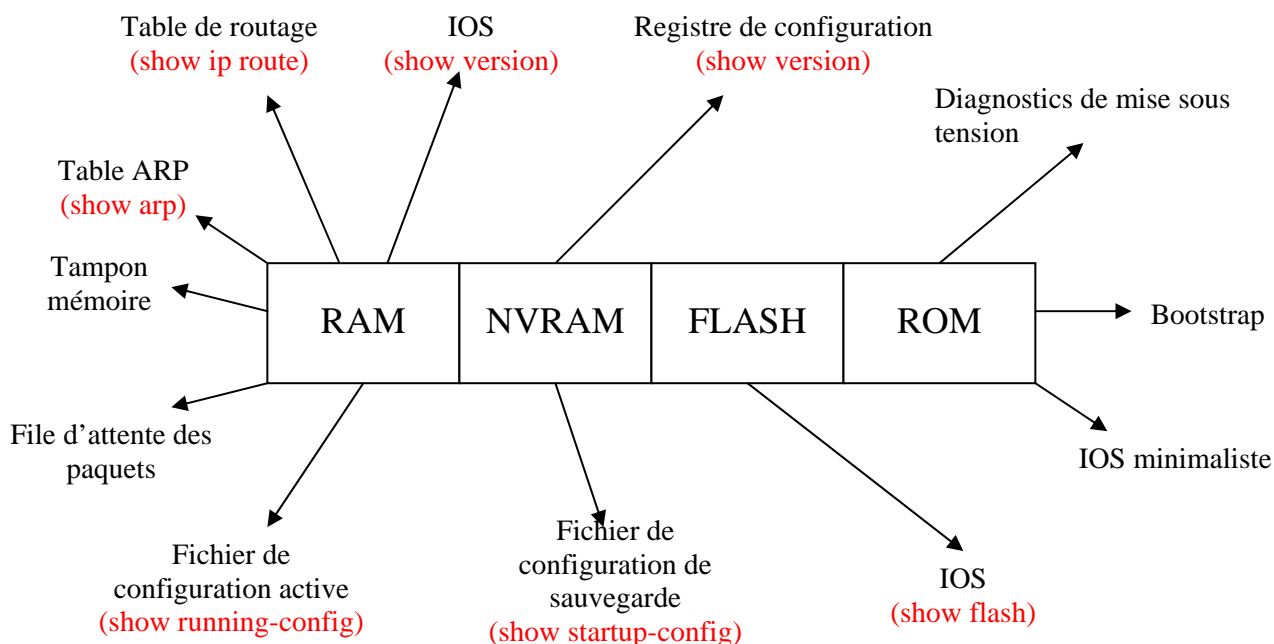 Table de routage
(show ip route)
IOS
(show version)
Registre de configuration
(show version)
Diagnostics de mise sous
tension
Table ARP
(show arp)
Tampon
mémoire
RAM
NVRAM
FLASH
ROM
Bootstrap
File d’attente des
paquets
IOS minimaliste
Fichier de
configuration active
(show running-config)
Fichier de
configuration de
sauvegarde
(show startup-config)
IOS
(show flash)